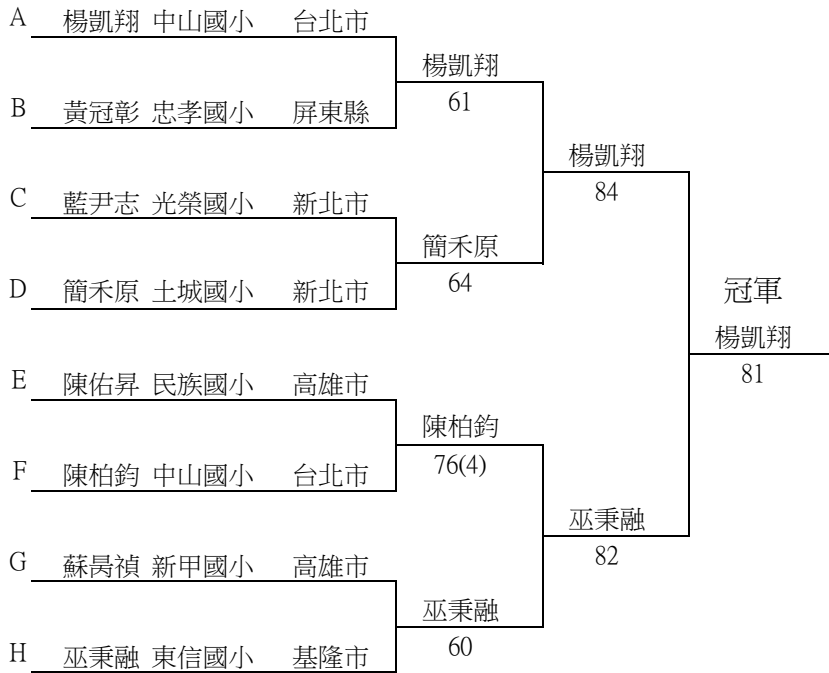 A 楊凱翔 中山國小 台北市
楊凱翔
61
B 黃冠彰 忠孝國小 屏東縣
楊凱翔
84
C 藍尹志 光榮國小 新北市
簡禾原
64
D 簡禾原 土城國小 新北市
冠軍
楊凱翔
81
E 陳佑昇 民族國小 高雄市
陳柏鈞
76(4)
F 陳柏鈞 中山國小 台北市
巫秉融
82
G 蘇昺禎 新甲國小 高雄市
巫秉融
60
H 巫秉融 東信國小 基隆市